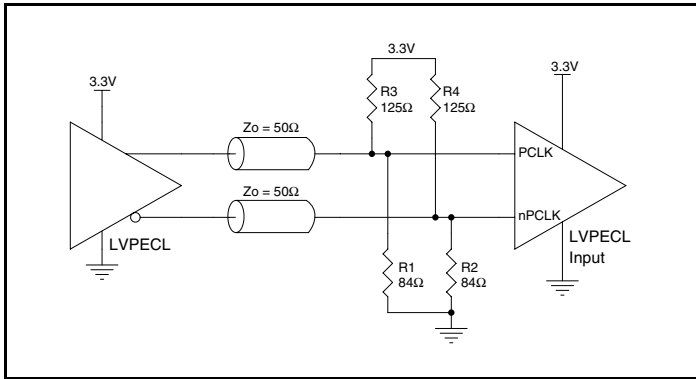 3.3V
3.3V
3.3V
R3
125Ω
R4
125Ω
Zo = 50Ω
PCLK
Zo = 50Ω
nPCLK
LVPECL
LVPECL
Input
R1
84Ω
R2
84Ω